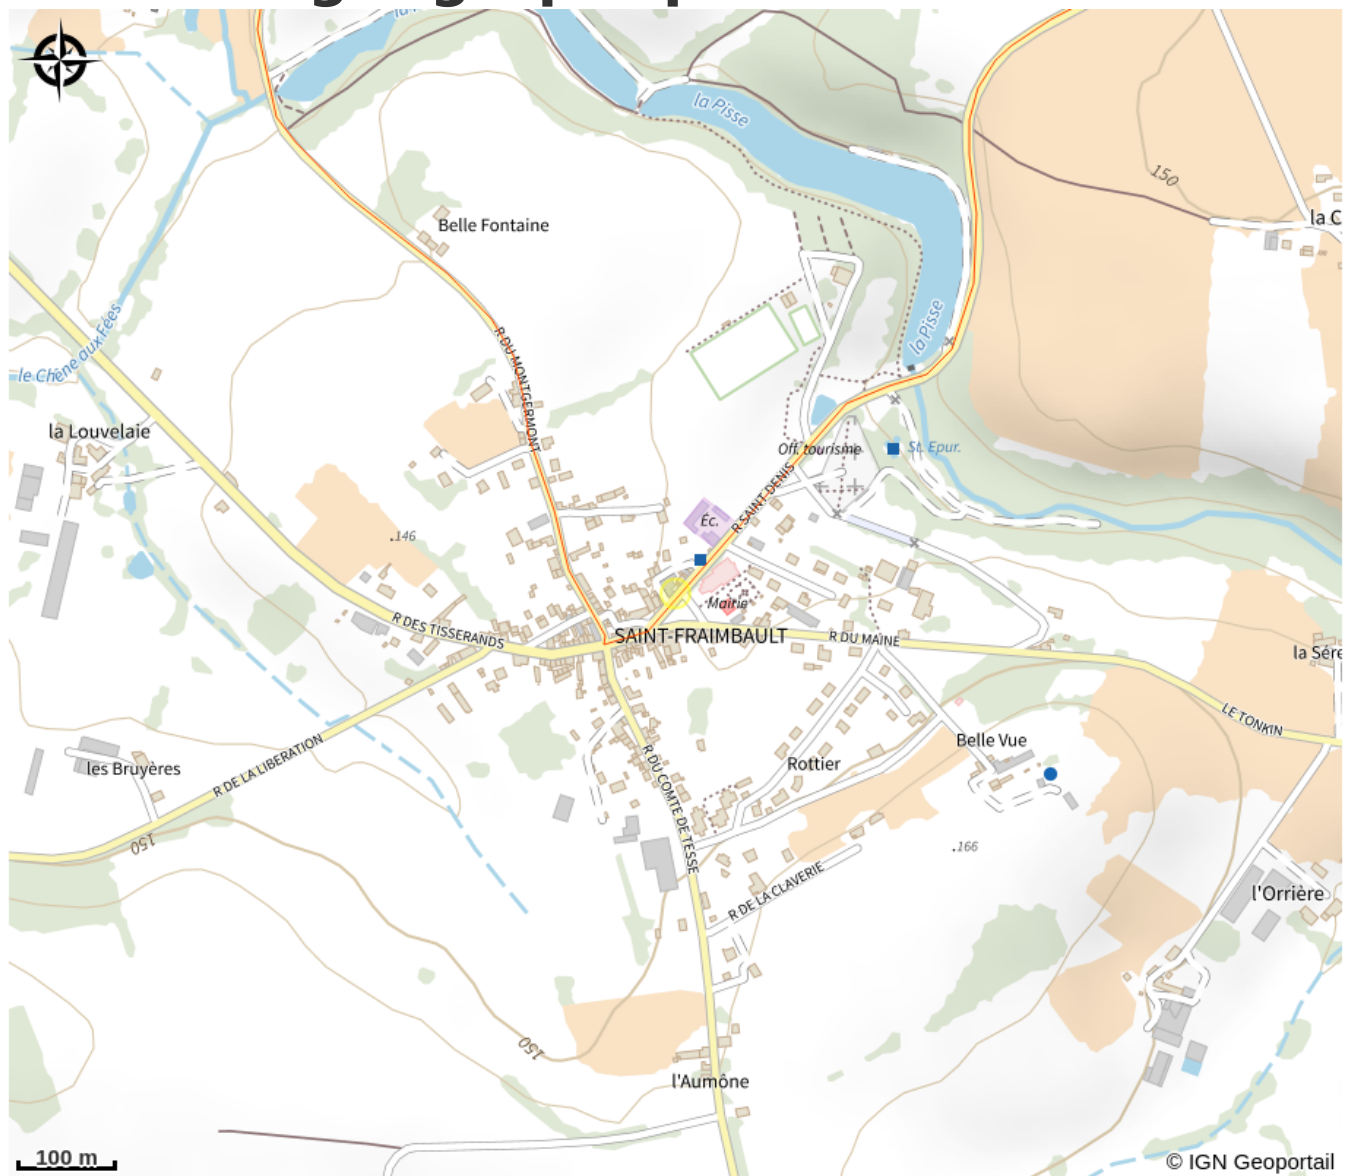 la Pisse
150
la C
Belle Fontaine
le Chêne aux Fées
la Pisse
R DU MONTGERMONT
la Louvelaie
Off. tourisme
St. Epur.
R SAINT-DENIS
Éc.
.146
Mairie
R DES TISSERANDS
SAINT-FRAIMBAULT
R DU MAINE
la Sére
LE TONKIN
Belle Vue
R DE LA LIBERATION
les Bruyères
Rottier
R DU COMTE DE TESSE
150
.166
R DE LA CLAVERIE
l'Orrière
150
l'Aumône
100 m
© IGN Geoportail